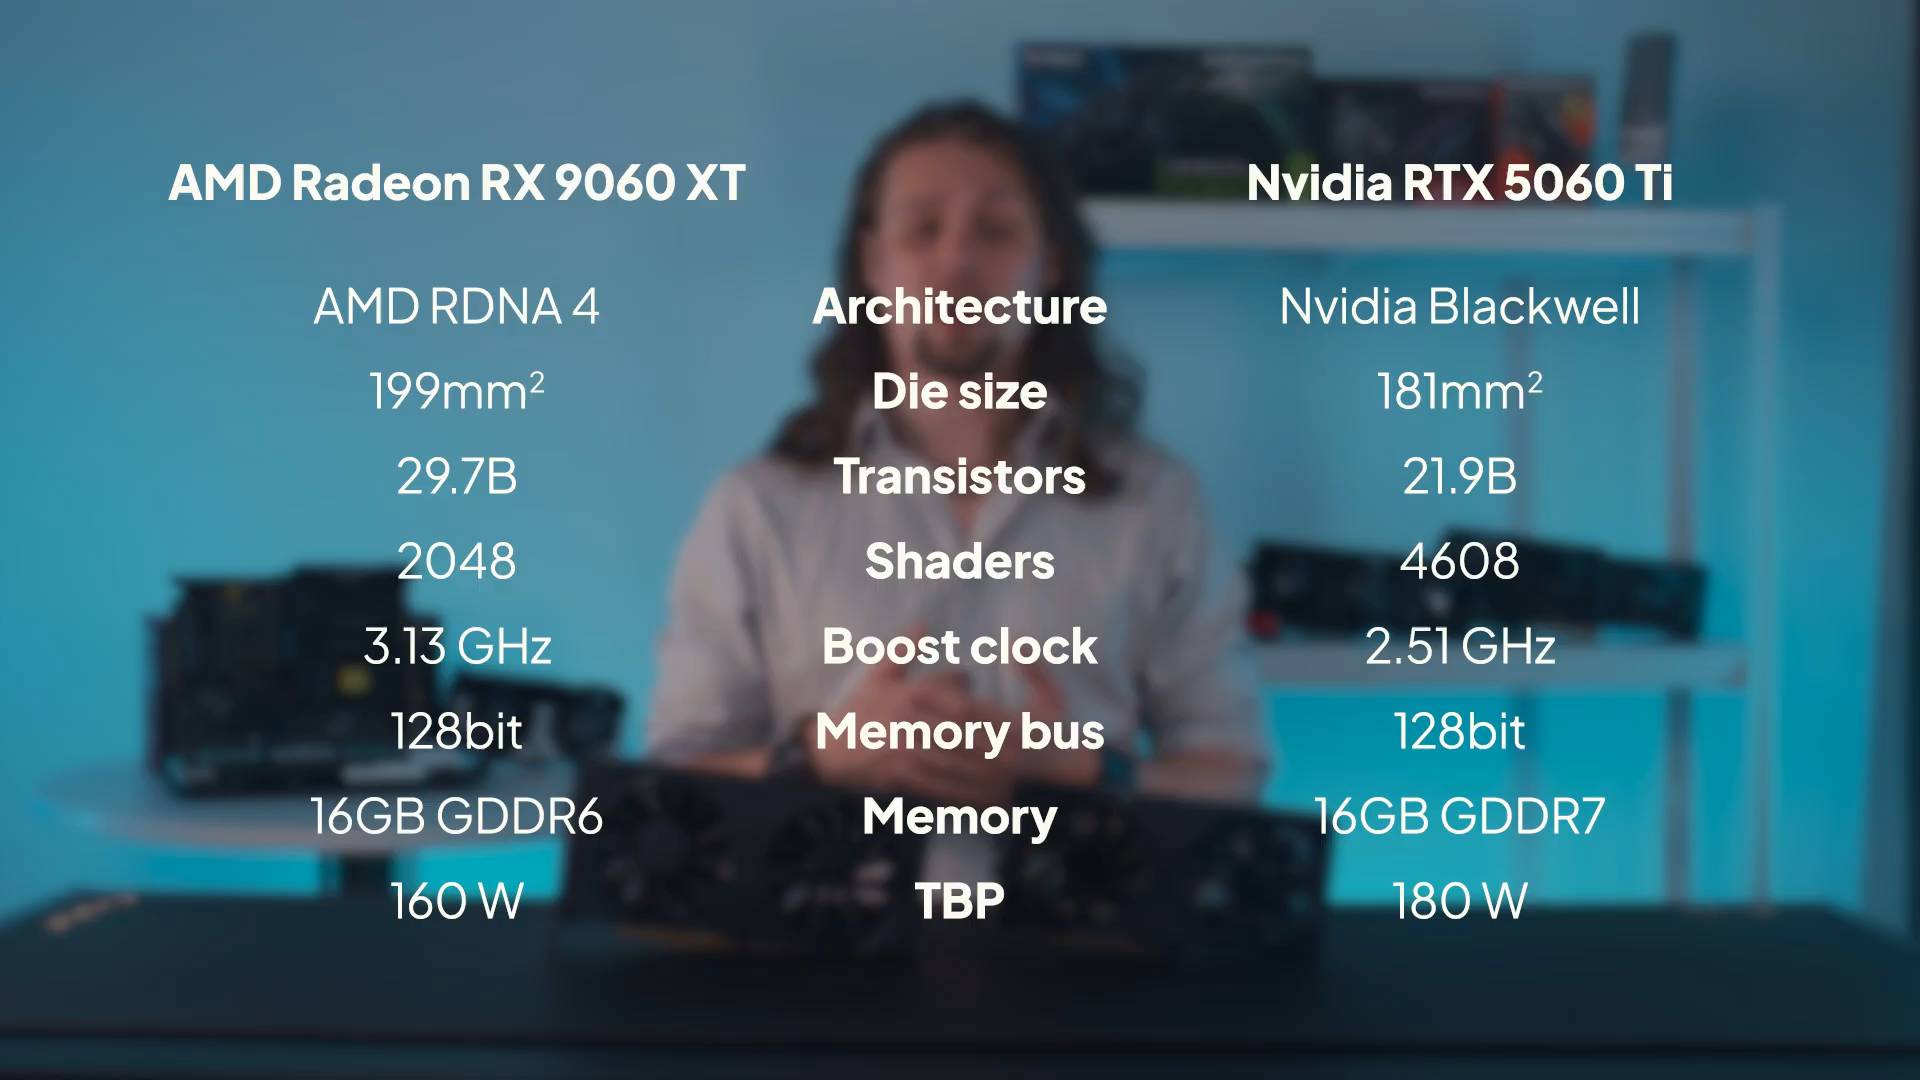 AMD Radeon RX 9060 XT Nvidia RTX 5060 Ti
AMD RDNA 4 Architecture Nvidia Blackwell
199mm² Die size 181mm²
29.7B Transistors 21.9B
2048 Shaders 4608
3.13 GHz Boost clock 2.51 GHz
128bit Memory bus 128bit
16GB GDDR6 Memory 16GB GDDR7
160 W TBP 180 W